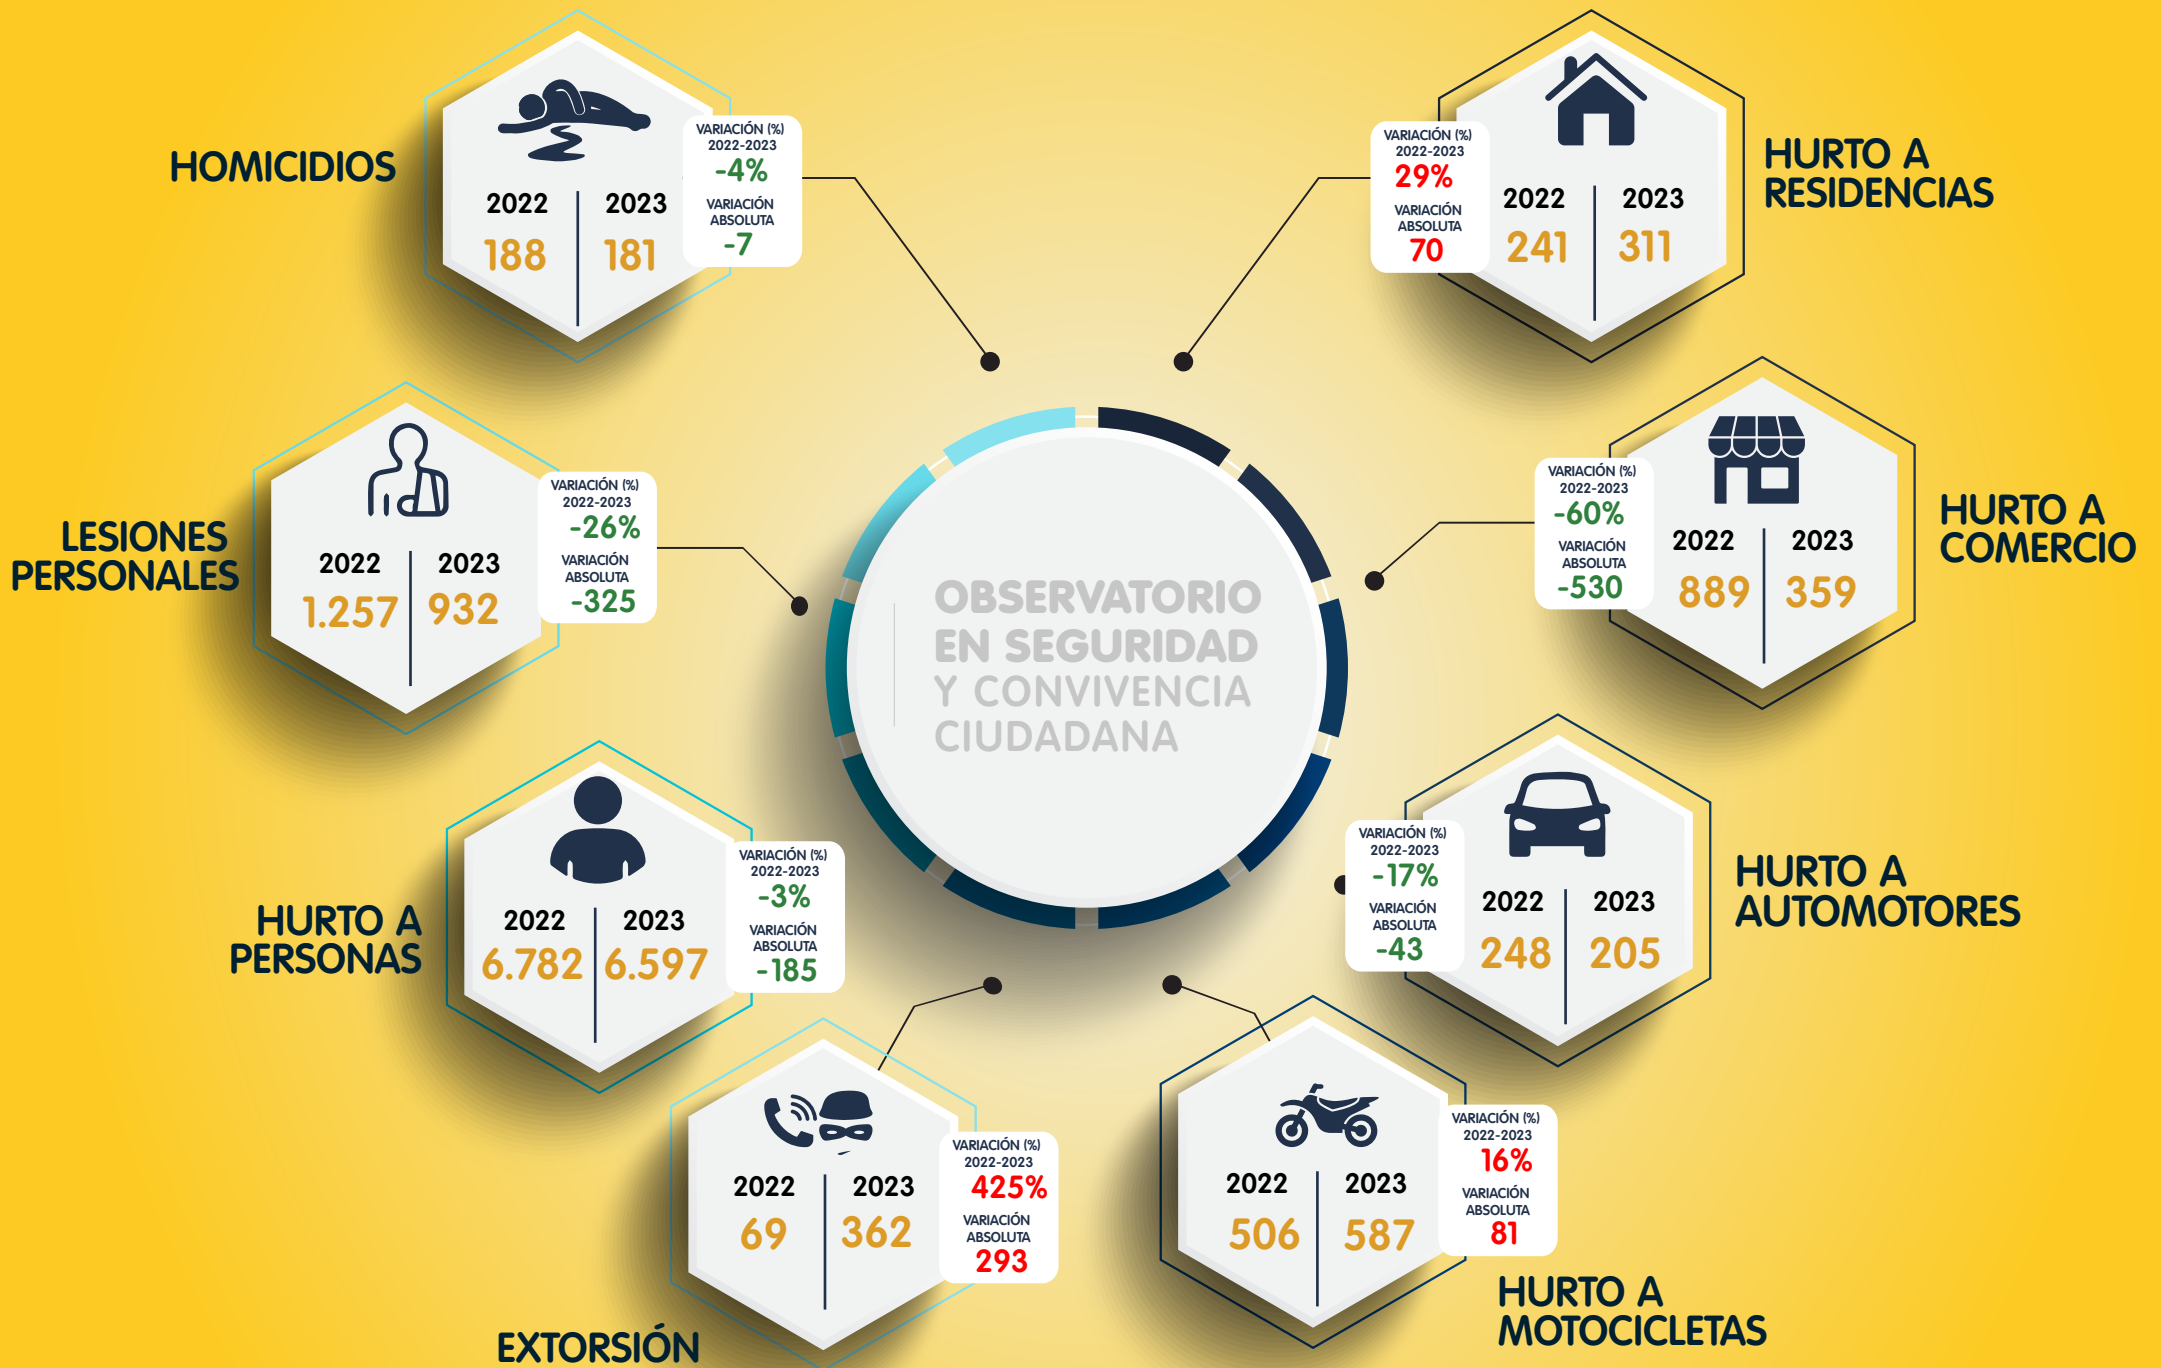 HOMICIDIOS
2022
2023
188
181
VARIACIÓN (%)
2022-2023
-4%
VARIACIÓN
ABSOLUTA
-7
VARIACIÓN (%)
2022-2023
29%
VARIACIÓN
ABSOLUTA
70
2022
2023
241
311
HURTO A
RESIDENCIAS
LESIONES
PERSONALES
2022
2023
1.257
932
VARIACIÓN (%)
2022-2023
-26%
VARIACIÓN
ABSOLUTA
-325
VARIACIÓN (%)
2022-2023
-60%
VARIACIÓN
ABSOLUTA
-530
2022
2023
889
359
HURTO A
COMERCIO
OBSERVATORIO
EN SEGURIDAD
Y CONVIVENCIA
CIUDADANA
HURTO A
PERSONAS
2022
2023
6.782
6.597
VARIACIÓN (%)
2022-2023
-3%
VARIACIÓN
ABSOLUTA
-185
VARIACIÓN (%)
2022-2023
-17%
VARIACIÓN
ABSOLUTA
-43
2022
2023
248
205
HURTO A
AUTOMOTORES
2022
2023
69
362
VARIACIÓN (%)
2022-2023
425%
VARIACIÓN
ABSOLUTA
293
EXTORSIÓN
2022
2023
506
587
VARIACIÓN (%)
2022-2023
16%
VARIACIÓN
ABSOLUTA
81
HURTO A
MOTOCICLETAS